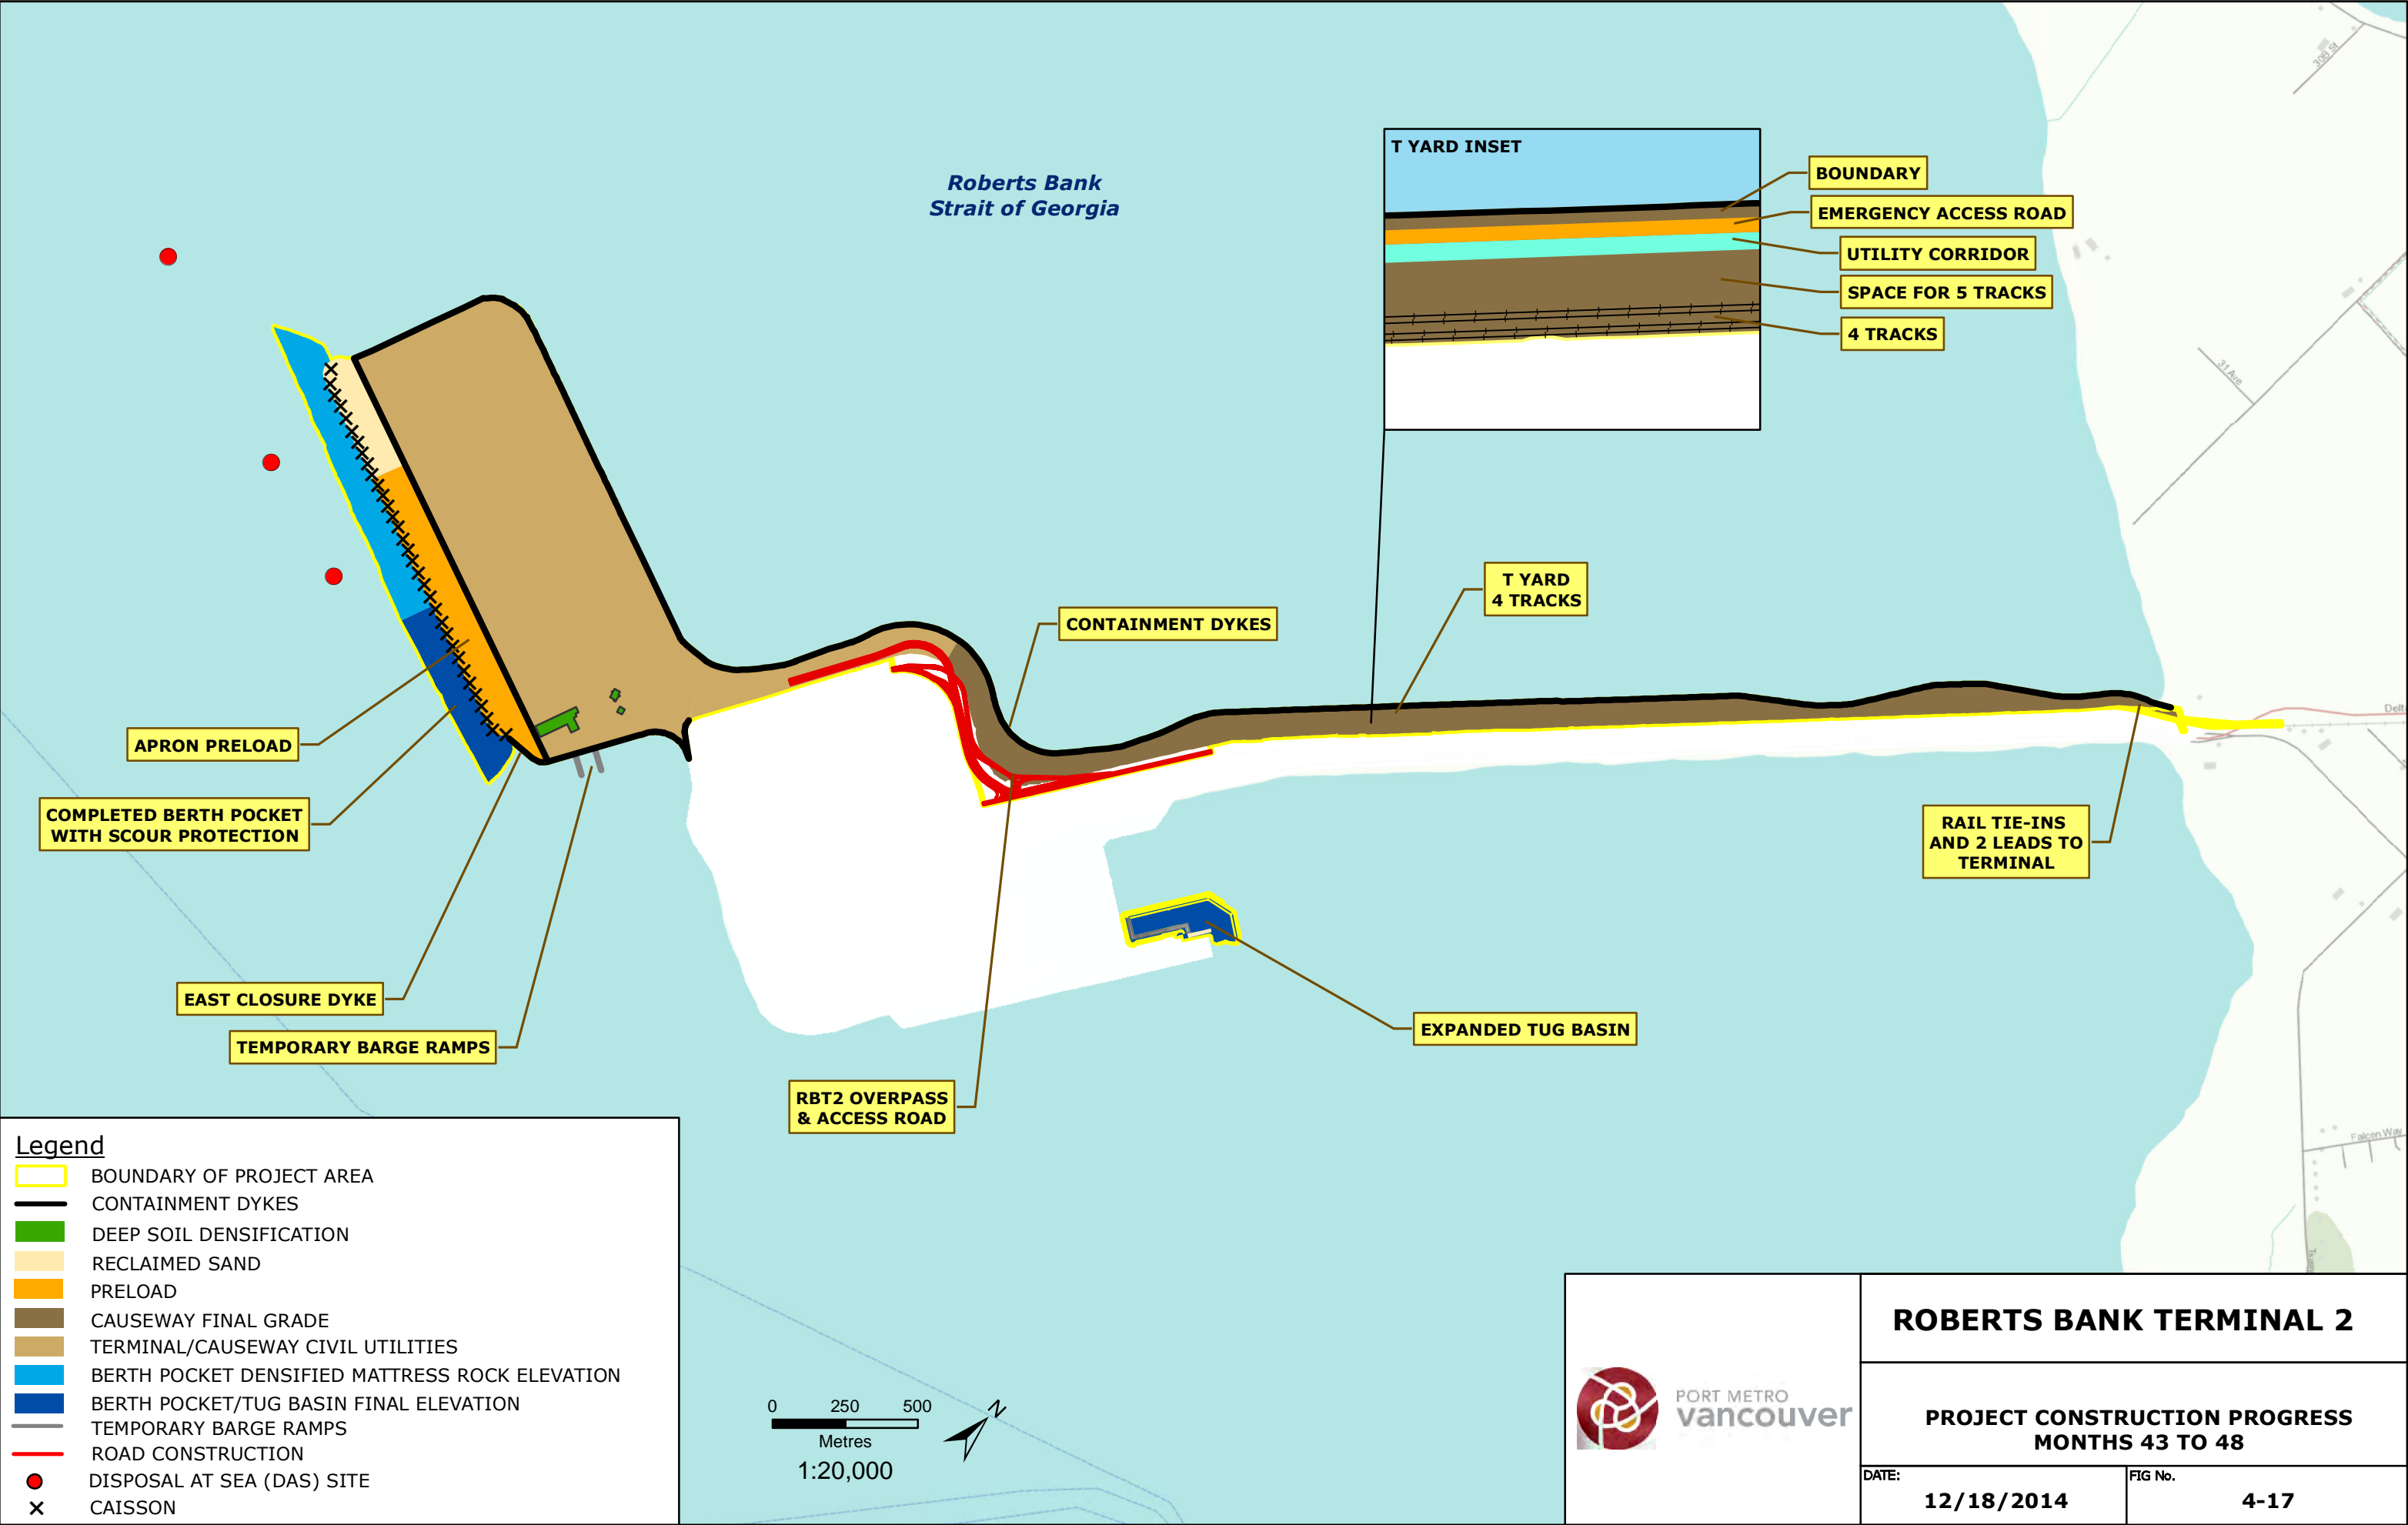 30B St
Roberts Bank
Strait of Georgia
T YARD INSET
BOUNDARY
EMERGENCY ACCESS ROAD
UTILITY CORRIDOR
SPACE FOR 5 TRACKS
4 TRACKS
31 Ave
T YARD
4 TRACKS
CONTAINMENT DYKES
APRON PRELOAD
COMPLETED BERTH POCKET
WITH SCOUR PROTECTION
RAIL TIE-INS
AND 2 LEADS TO
TERMINAL
EAST CLOSURE DYKE
TEMPORARY BARGE RAMPS
EXPANDED TUG BASIN
RBT2 OVERPASS
& ACCESS ROAD
Falcon Way
Legend
BOUNDARY OF PROJECT AREA
CONTAINMENT DYKES
DEEP SOIL DENSIFICATION
RECLAIMED SAND
PRELOAD
CAUSEWAY FINAL GRADE
TERMINAL/CAUSEWAY CIVIL UTILITIES
BERTH POCKET DENSIFIED MATTRESS ROCK ELEVATION
BERTH POCKET/TUG BASIN FINAL ELEVATION
TEMPORARY BARGE RAMPS
ROAD CONSTRUCTION
DISPOSAL AT SEA (DAS) SITE
CAISSON
0 250 500
Metres
1:20,000
N
PORT METRO
vancouver
ROBERTS BANK TERMINAL 2
PROJECT CONSTRUCTION PROGRESS
MONTHS 43 TO 48
DATE:
12/18/2014
FIG No.
4-17